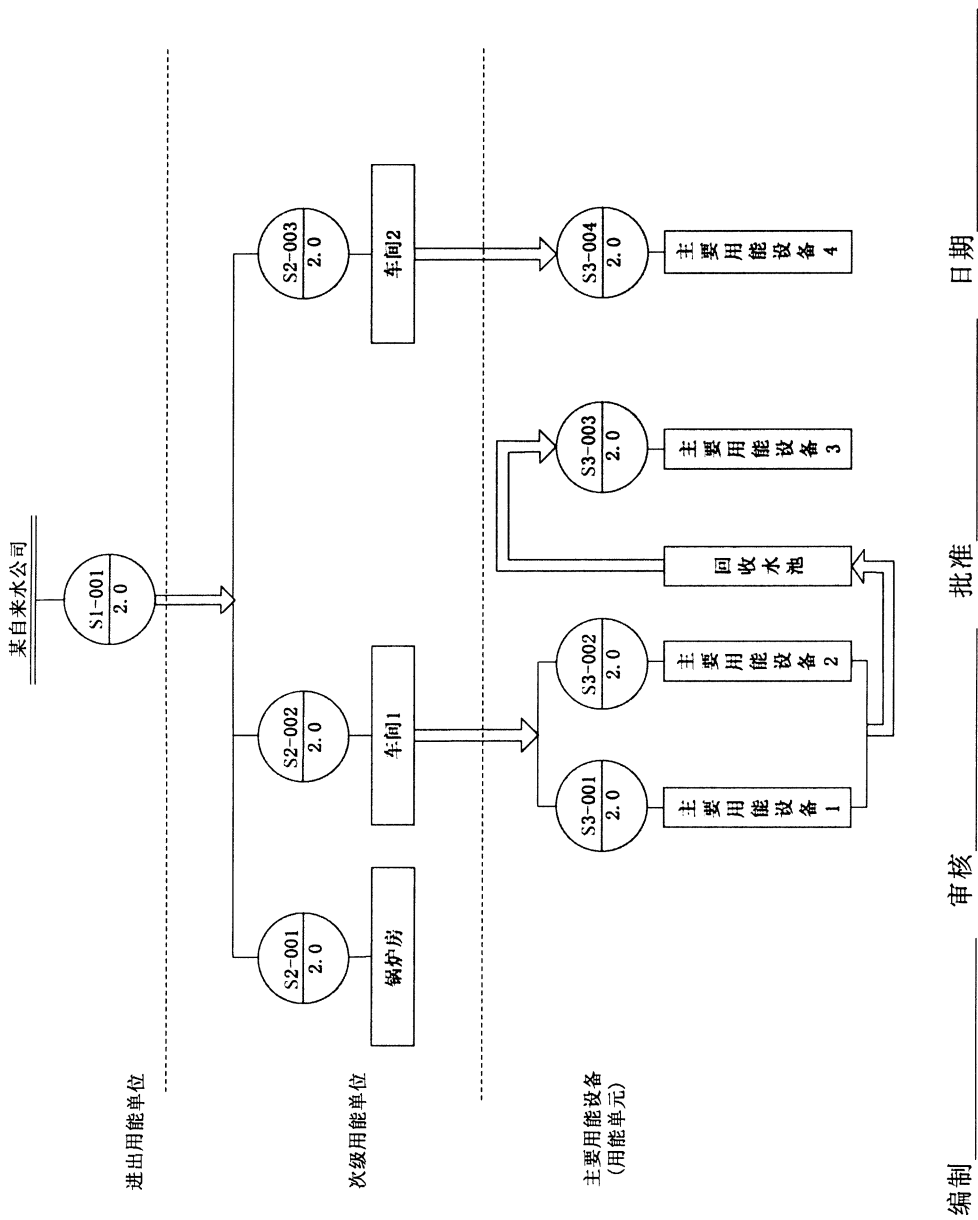 某自来水公司
S1-001
2.0
进出用能单位
S2-001
2.0
S2-002
2.0
S2-003
2.0
锅炉房
车间1
车间2
次级用能单位
S3-001
2.0
S3-002
2.0
S3-003
2.0
S3-004
2.0
主要用能设备
(用能单元)
主要用能设备1
主要用能设备2
回收水池
主要用能设备3
主要用能设备4
编制 审核 批准 日期